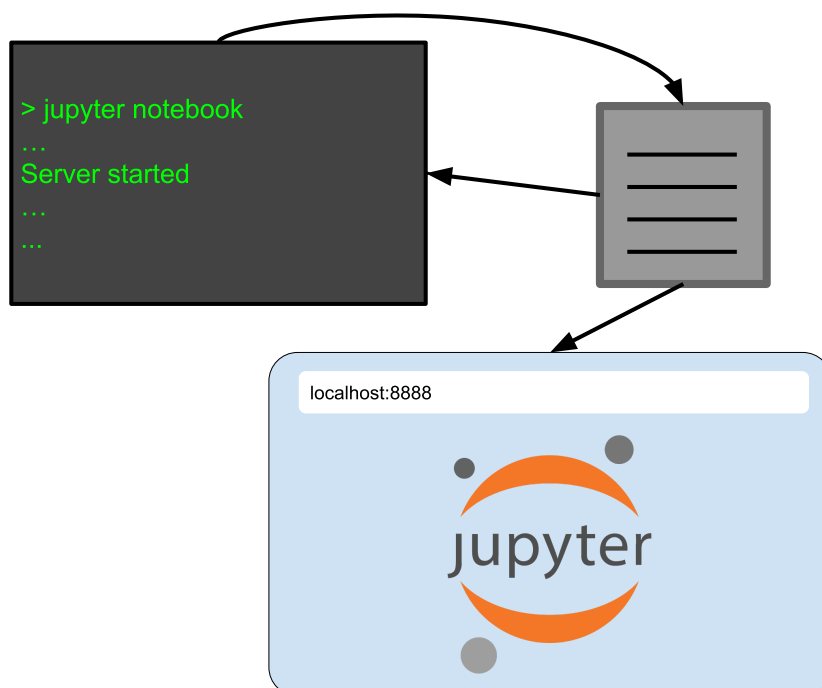 > jupyter notebook
…
Server started
…
...
localhost:8888
jupyter